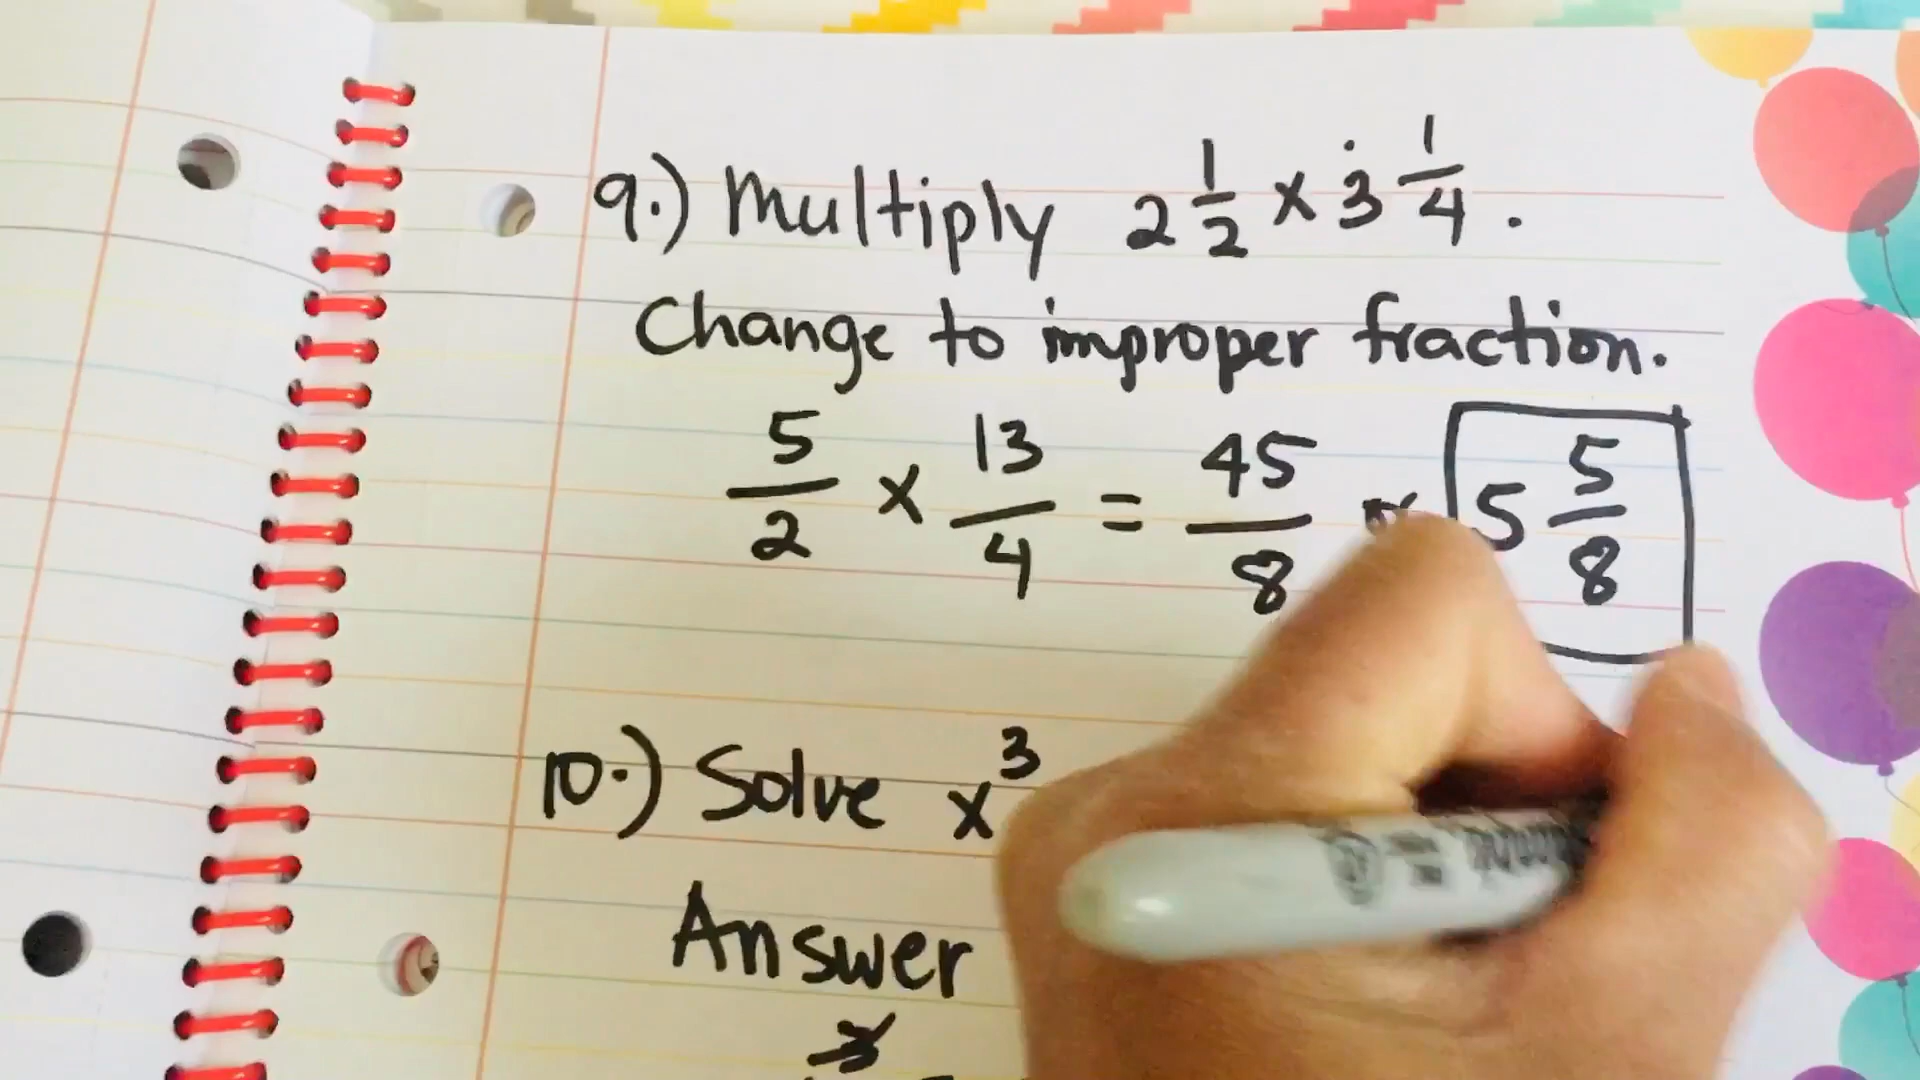 9.) Multiply 2 1/2 x 3 1/4.
Change to improper fraction.
5/2 x 13/4 = 45/8 5 5/8
10.) Solve x³
Answer
3